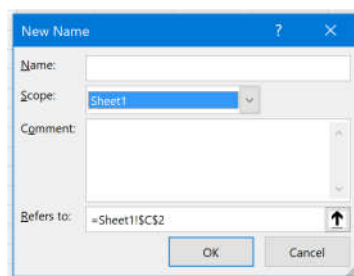 New Name ? ×
Name:
Scope: Sheet1
Comment:
Refers to: =Sheet1!$C$2
OK Cancel